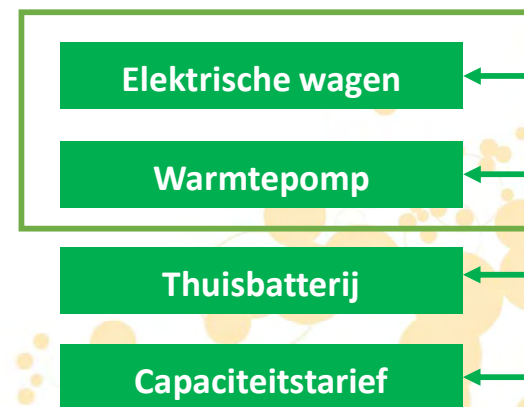 Elektrische wagen
Warmtepomp
Thuisbatterij
Capaciteitstarief